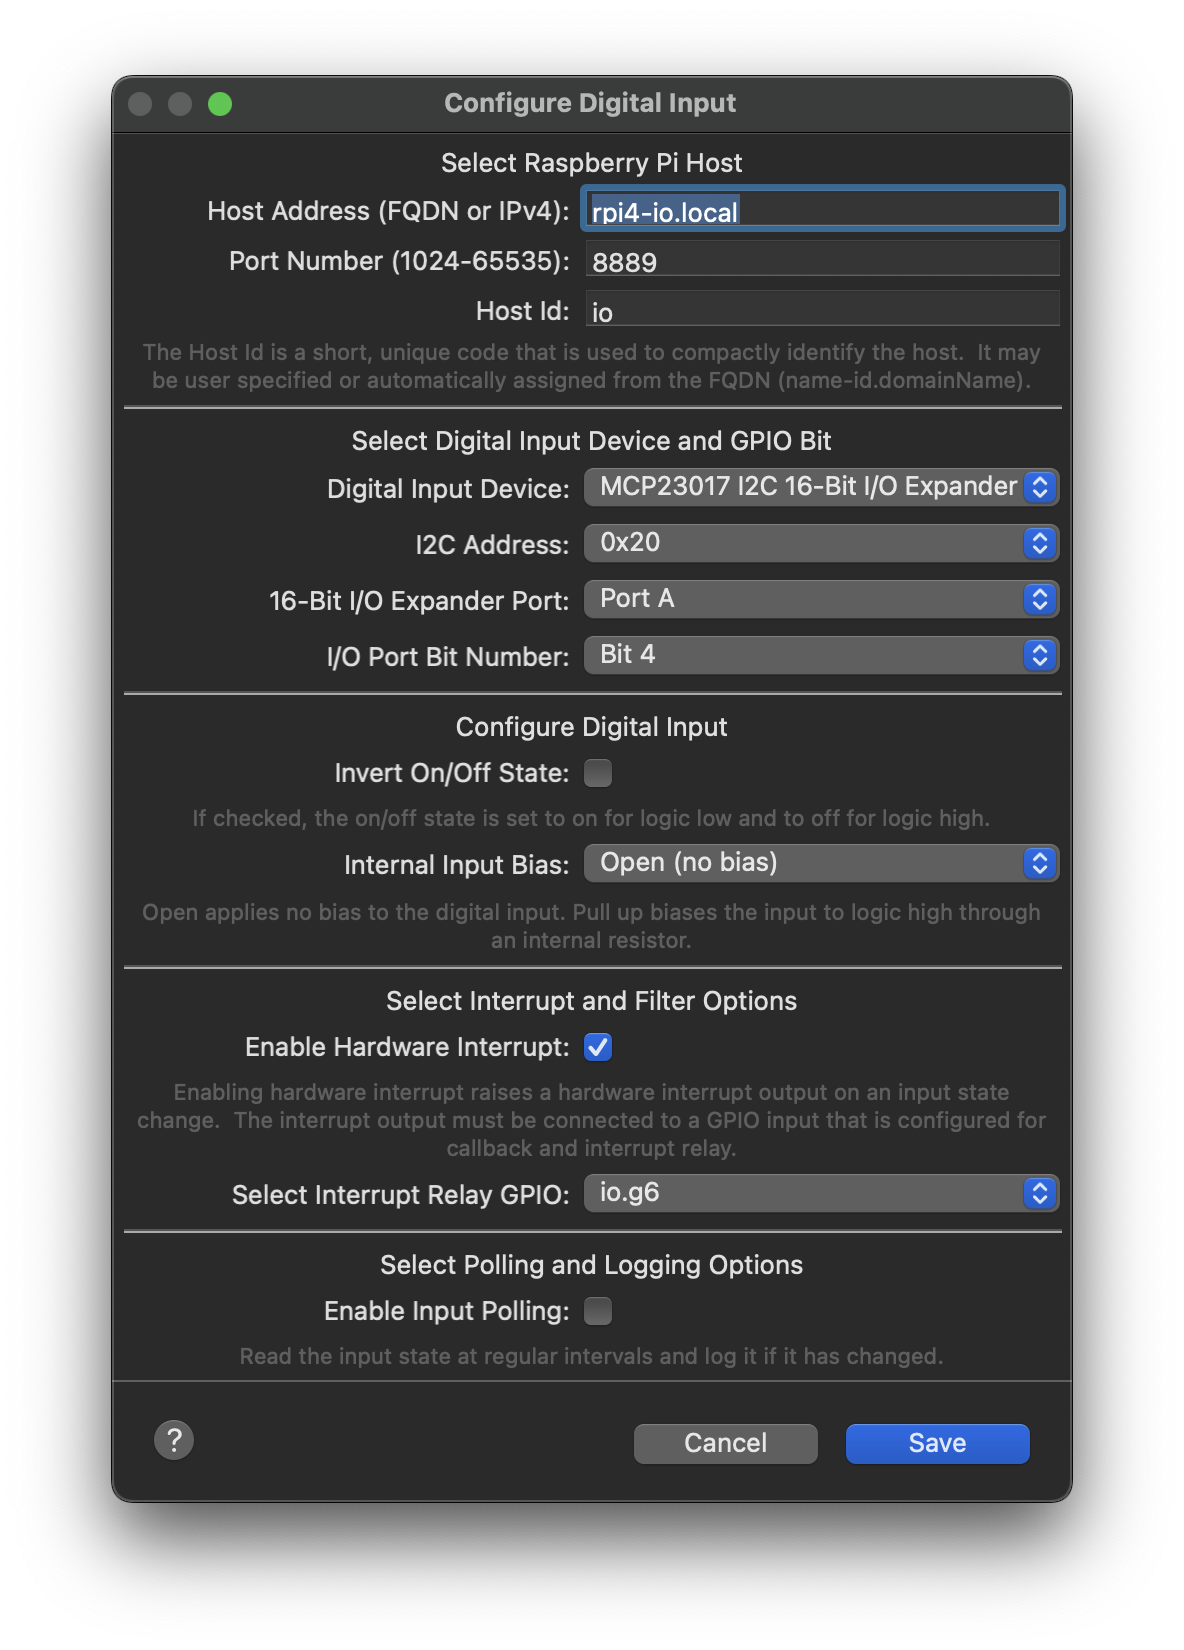 Configure Digital Input
Select Raspberry Pi Host
Host Address (FQDN or IPv4): rpi4-io.local
Port Number (1024-65535): 8889
Host Id: io
The Host Id is a short, unique code that is used to compactly identify the host.  It may
be user specified or automatically assigned from the FQDN (name-id.domainName).
Select Digital Input Device and GPIO Bit
Digital Input Device: MCP23017 I2C 16-Bit I/O Expander
I2C Address: 0x20
16-Bit I/O Expander Port: Port A
I/O Port Bit Number: Bit 4
Configure Digital Input
Invert On/Off State:
If checked, the on/off state is set to on for logic low and to off for logic high.
Internal Input Bias: Open (no bias)
Open applies no bias to the digital input. Pull up biases the input to logic high through
an internal resistor.
Select Interrupt and Filter Options
Enable Hardware Interrupt:
Enabling hardware interrupt raises a hardware interrupt output on an input state
change.  The interrupt output must be connected to a GPIO input that is configured for
callback and interrupt relay.
Select Interrupt Relay GPIO: io.g6
Select Polling and Logging Options
Enable Input Polling:
Read the input state at regular intervals and log it if it has changed.
? Cancel Save